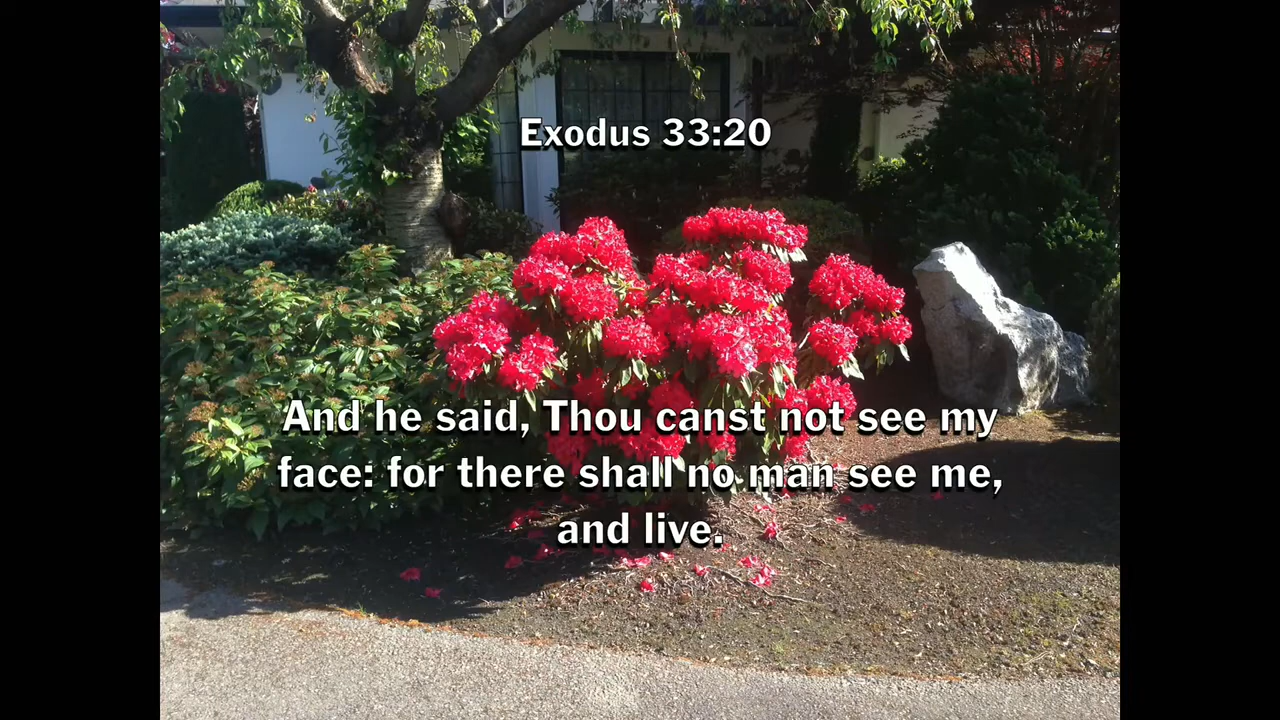 Exodus 33:20
And he said, Thou canst not see my
face: for there shall no man see me,
and live.